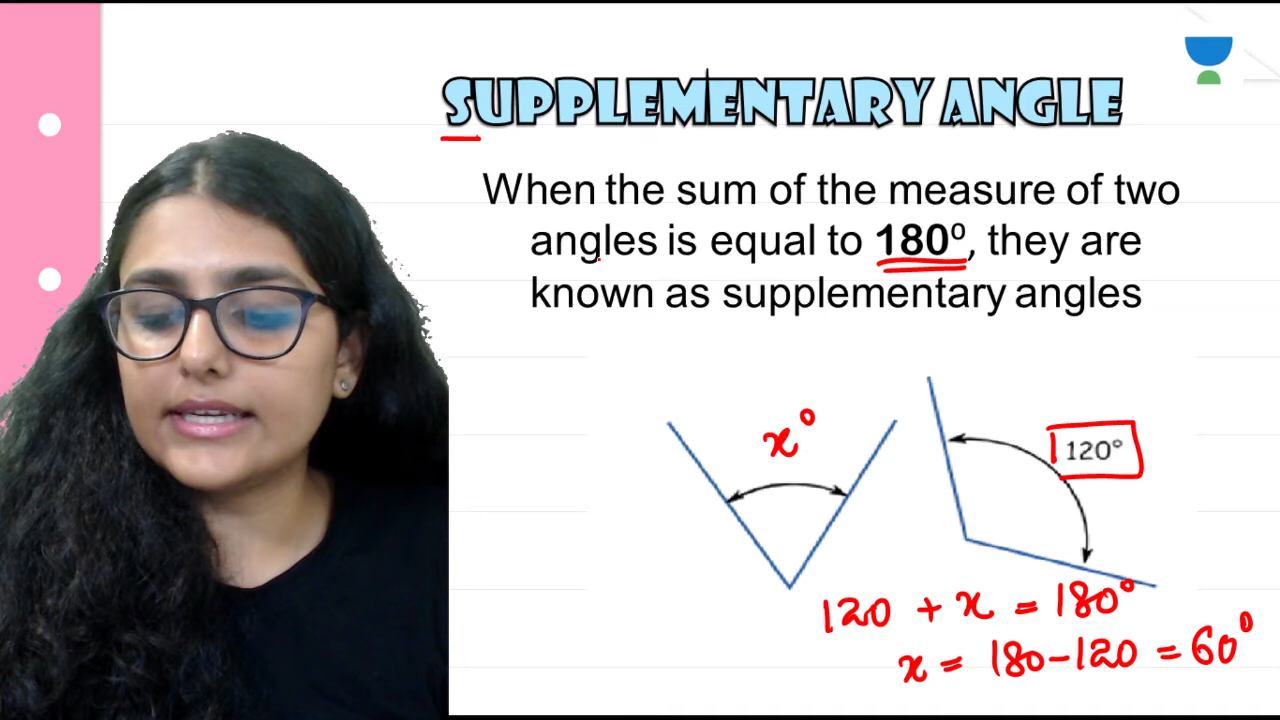 SUPPLEMENTARY ANGLE
When the sum of the measure of two
angles is equal to 180º, they are
known as supplementary angles
x°
120°
120 + x = 180°
x = 180-120 = 60°